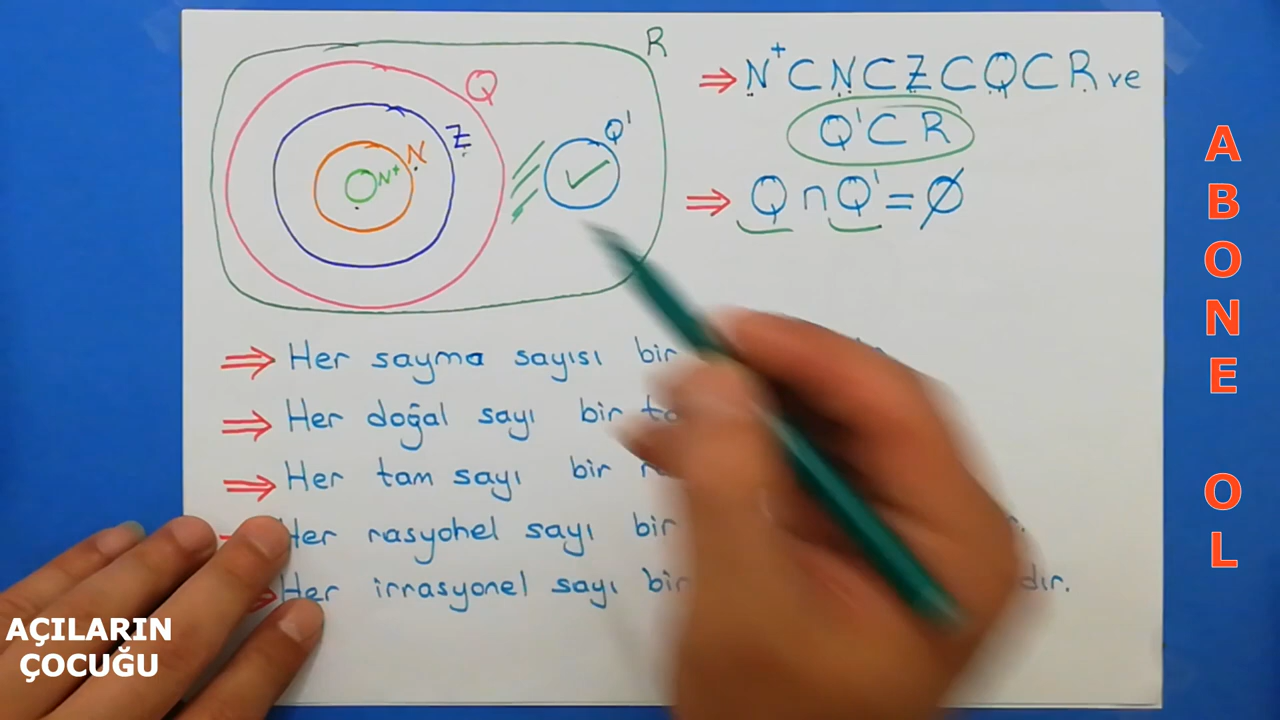 R
Q
Z
N
N⁺
Q'
⇒ N⁺ ⊂ N ⊂ Z ⊂ Q ⊂ R ve
Q' ⊂ R
⇒ Q ∩ Q' = ∅
⇒ Her sayma sayısı bir
⇒ Her doğal sayı bir
⇒ Her tam sayı bir
Her rasyonel sayı bir
Her irrasyonel sayı bir
AÇILARIN
ÇOCUĞU
ABONE
OL